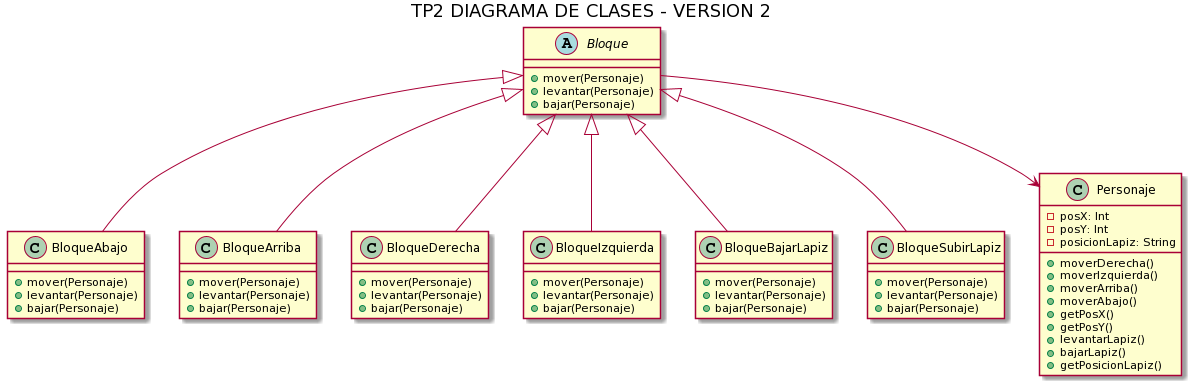 TP2 DIAGRAMA DE CLASES - VERSION 2
A Bloque
mover(Personaje)
levantar(Personaje)
bajar(Personaje)
C BloqueAbajo
mover(Personaje)
levantar(Personaje)
bajar(Personaje)
C BloqueArriba
mover(Personaje)
levantar(Personaje)
bajar(Personaje)
C BloqueDerecha
mover(Personaje)
levantar(Personaje)
bajar(Personaje)
C BloqueIzquierda
mover(Personaje)
levantar(Personaje)
bajar(Personaje)
C BloqueBajarLapiz
mover(Personaje)
levantar(Personaje)
bajar(Personaje)
C BloqueSubirLapiz
mover(Personaje)
levantar(Personaje)
bajar(Personaje)
C Personaje
posX: Int
posY: Int
posicionLapiz: String
moverDerecha()
moverIzquierda()
moverArriba()
moverAbajo()
getPosX()
getPosY()
levantarLapiz()
bajarLapiz()
getPosicionLapiz()